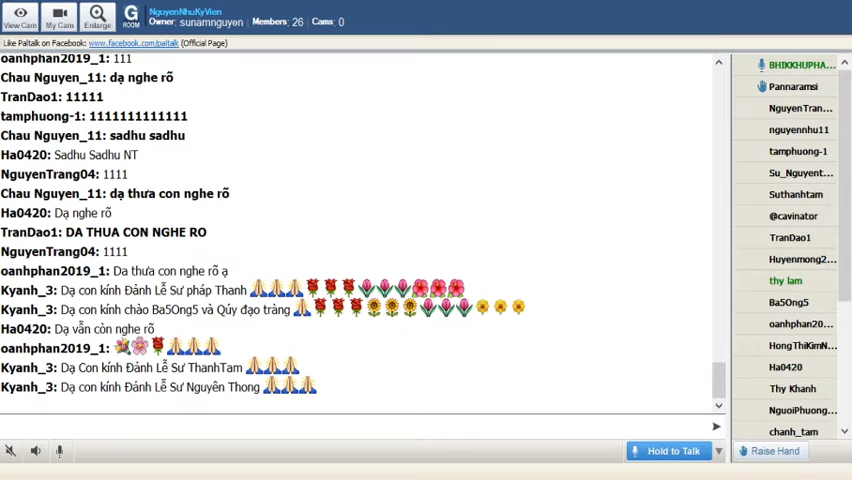 View Cam
My Cam
Enlarge
G
ROOM
NguyenNhuKyVien
Owner: sunamnguyen Members: 26 Cams: 0
Like Paltalk on Facebook: www.facebook.com/paltalk (Official Page)
oanhphan2019_1: 111
Chau Nguyen_11: dạ nghe rõ
TranDao1: 11111
tamphuong-1: 1111111111111
Chau Nguyen_11: sadhu sadhu
Ha0420: Sadhu Sadhu NT
NguyenTrang04: 1111
Chau Nguyen_11: dạ thưa con nghe rõ
Ha0420: Dạ nghe rõ
TranDao1: DA THUA CON NGHE RO
NguyenTrang04: 1111
oanhphan2019_1: Da thưa con nghe rõ ạ
Kyanh_3: Dạ con kính Đảnh Lễ Sư pháp Thanh 🙏🙏🙏🌹🌹🌹🌷🌷🌷🌺🌺🌺
Kyanh_3: Dạ con kính chào Ba5Ong5 và Qúy đạo tràng 🙏🌹🌹🌹🌻🌻🌻🌷🌷🌷🌼🌼🌼
Ha0420: Dạ vẫn còn nghe rõ
oanhphan2019_1: 💐🌸🌹🙏🙏🙏
Kyanh_3: Dạ Con kính Đảnh Lễ Sư ThanhTam 🙏🙏🙏
Kyanh_3: Dạ con kính Đảnh Lễ Sư Nguyên Thong 🙏🙏🙏
Hold to Talk
BHIKKHUPHA...
Pannaramsi
NguyenTran...
nguyennhu11
tamphuong-1
Su_Nguyent...
Suthanhtam
@cavinator
TranDao1
Huyenmong2...
thy lam
Ba5Ong5
oanhphan20...
HongThiKimN...
Ha0420
Thy Khanh
NguoiPhuong...
chanh_tam
Raise Hand